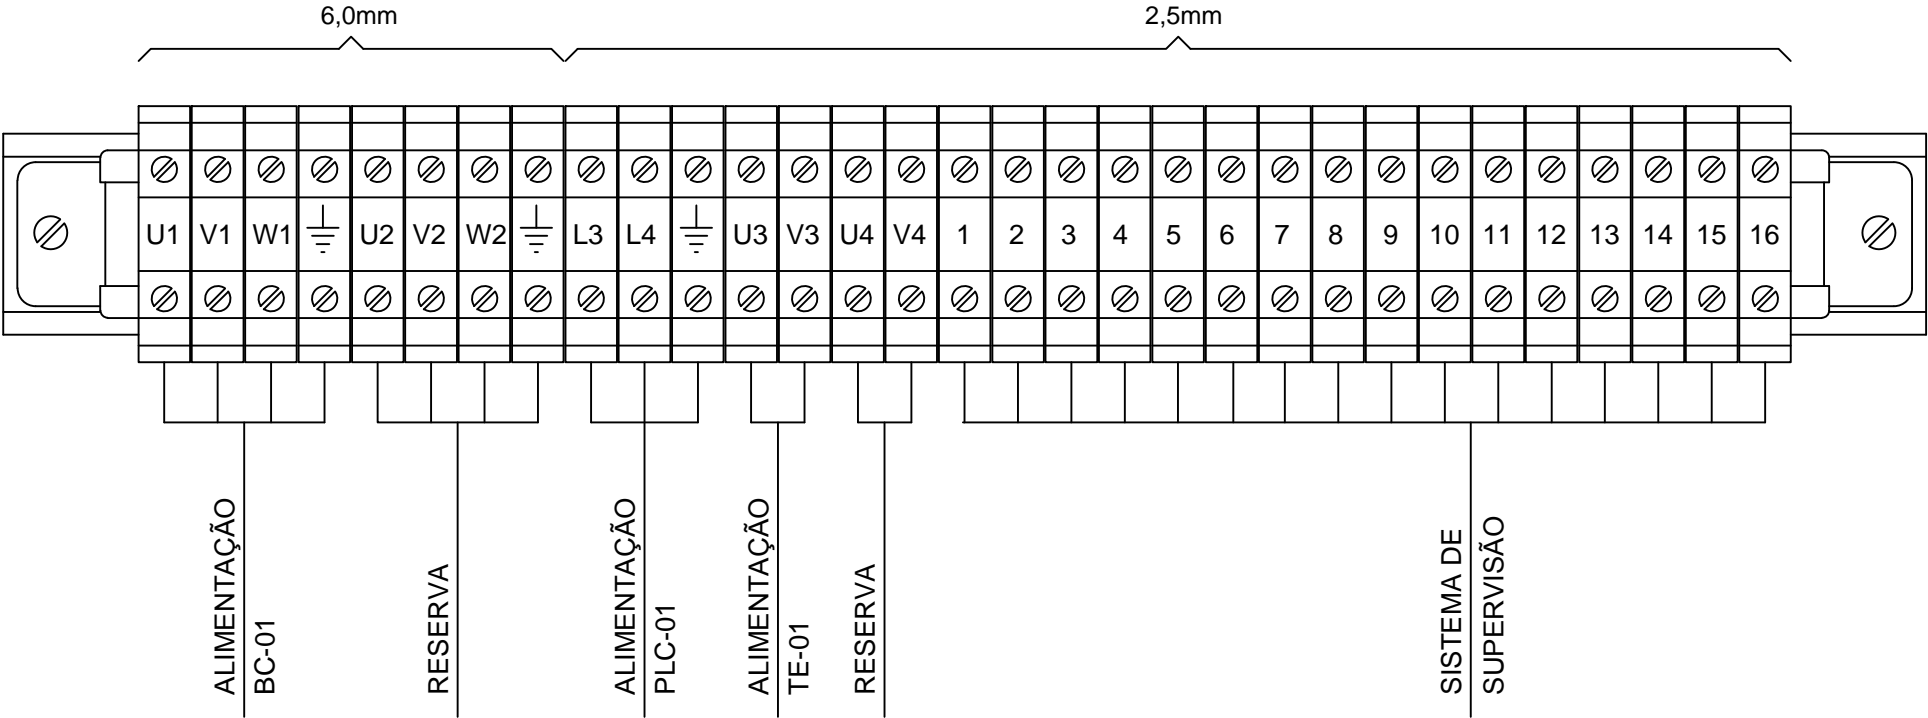 6,0mm 2,5mm
U1 V1 W1 U2 V2 W2 L3 L4 U3 V3 U4 V4 1 2 3 4 5 6 7 8 9 10 11 12 13 14 15 16
ALIMENTAÇÃO
BC-01
RESERVA
ALIMENTAÇÃO
PLC-01
ALIMENTAÇÃO
TE-01
RESERVA
SISTEMA DE
SUPERVISÃO